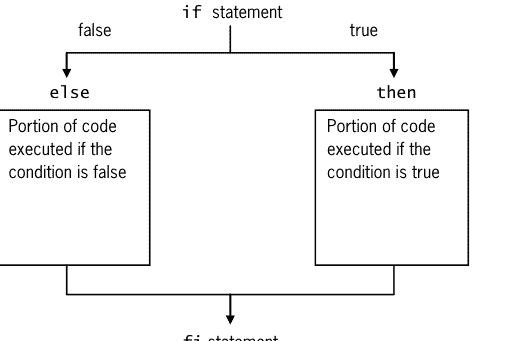 if statement
false
true
else
then
Portion of code
executed if the
condition is false
Portion of code
executed if the
condition is true
fi statement